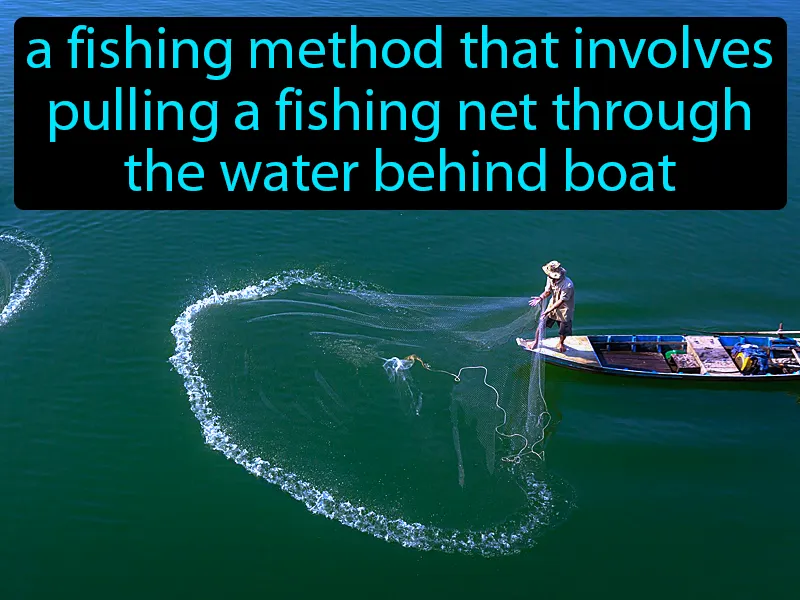 a fishing method that involves
pulling a fishing net through
the water behind boat